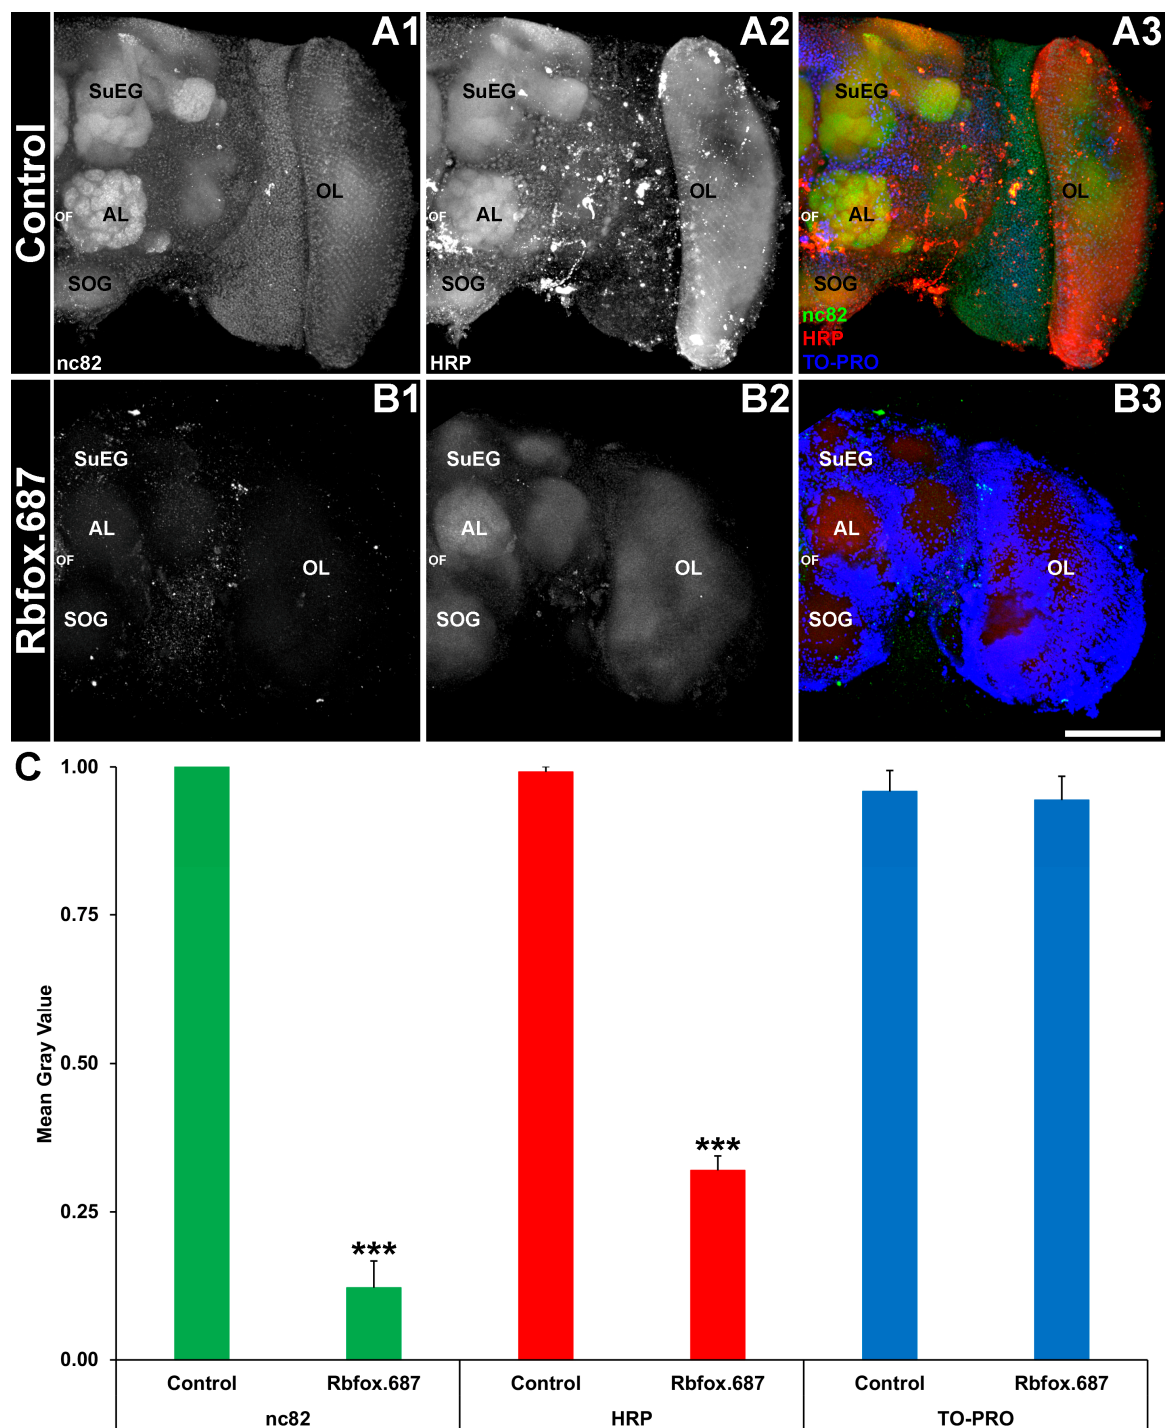 Control
A1
SuEG
OL
OF
AL
SOG
nc82
A2
SuEG
OL
OF
AL
SOG
HRP
A3
SuEG
OL
OF
AL
SOG
nc82
HRP
TO-PRO
Rbfox.687
B1
SuEG
AL
OF
OL
SOG
B2
SuEG
AL
OF
OL
SOG
B3
SuEG
AL
OF
OL
SOG
C
Mean Gray Value
1.00
0.75
0.50
0.25
0.00
***
***
Control Rbfox.687 Control Rbfox.687 Control Rbfox.687
nc82 HRP TO-PRO